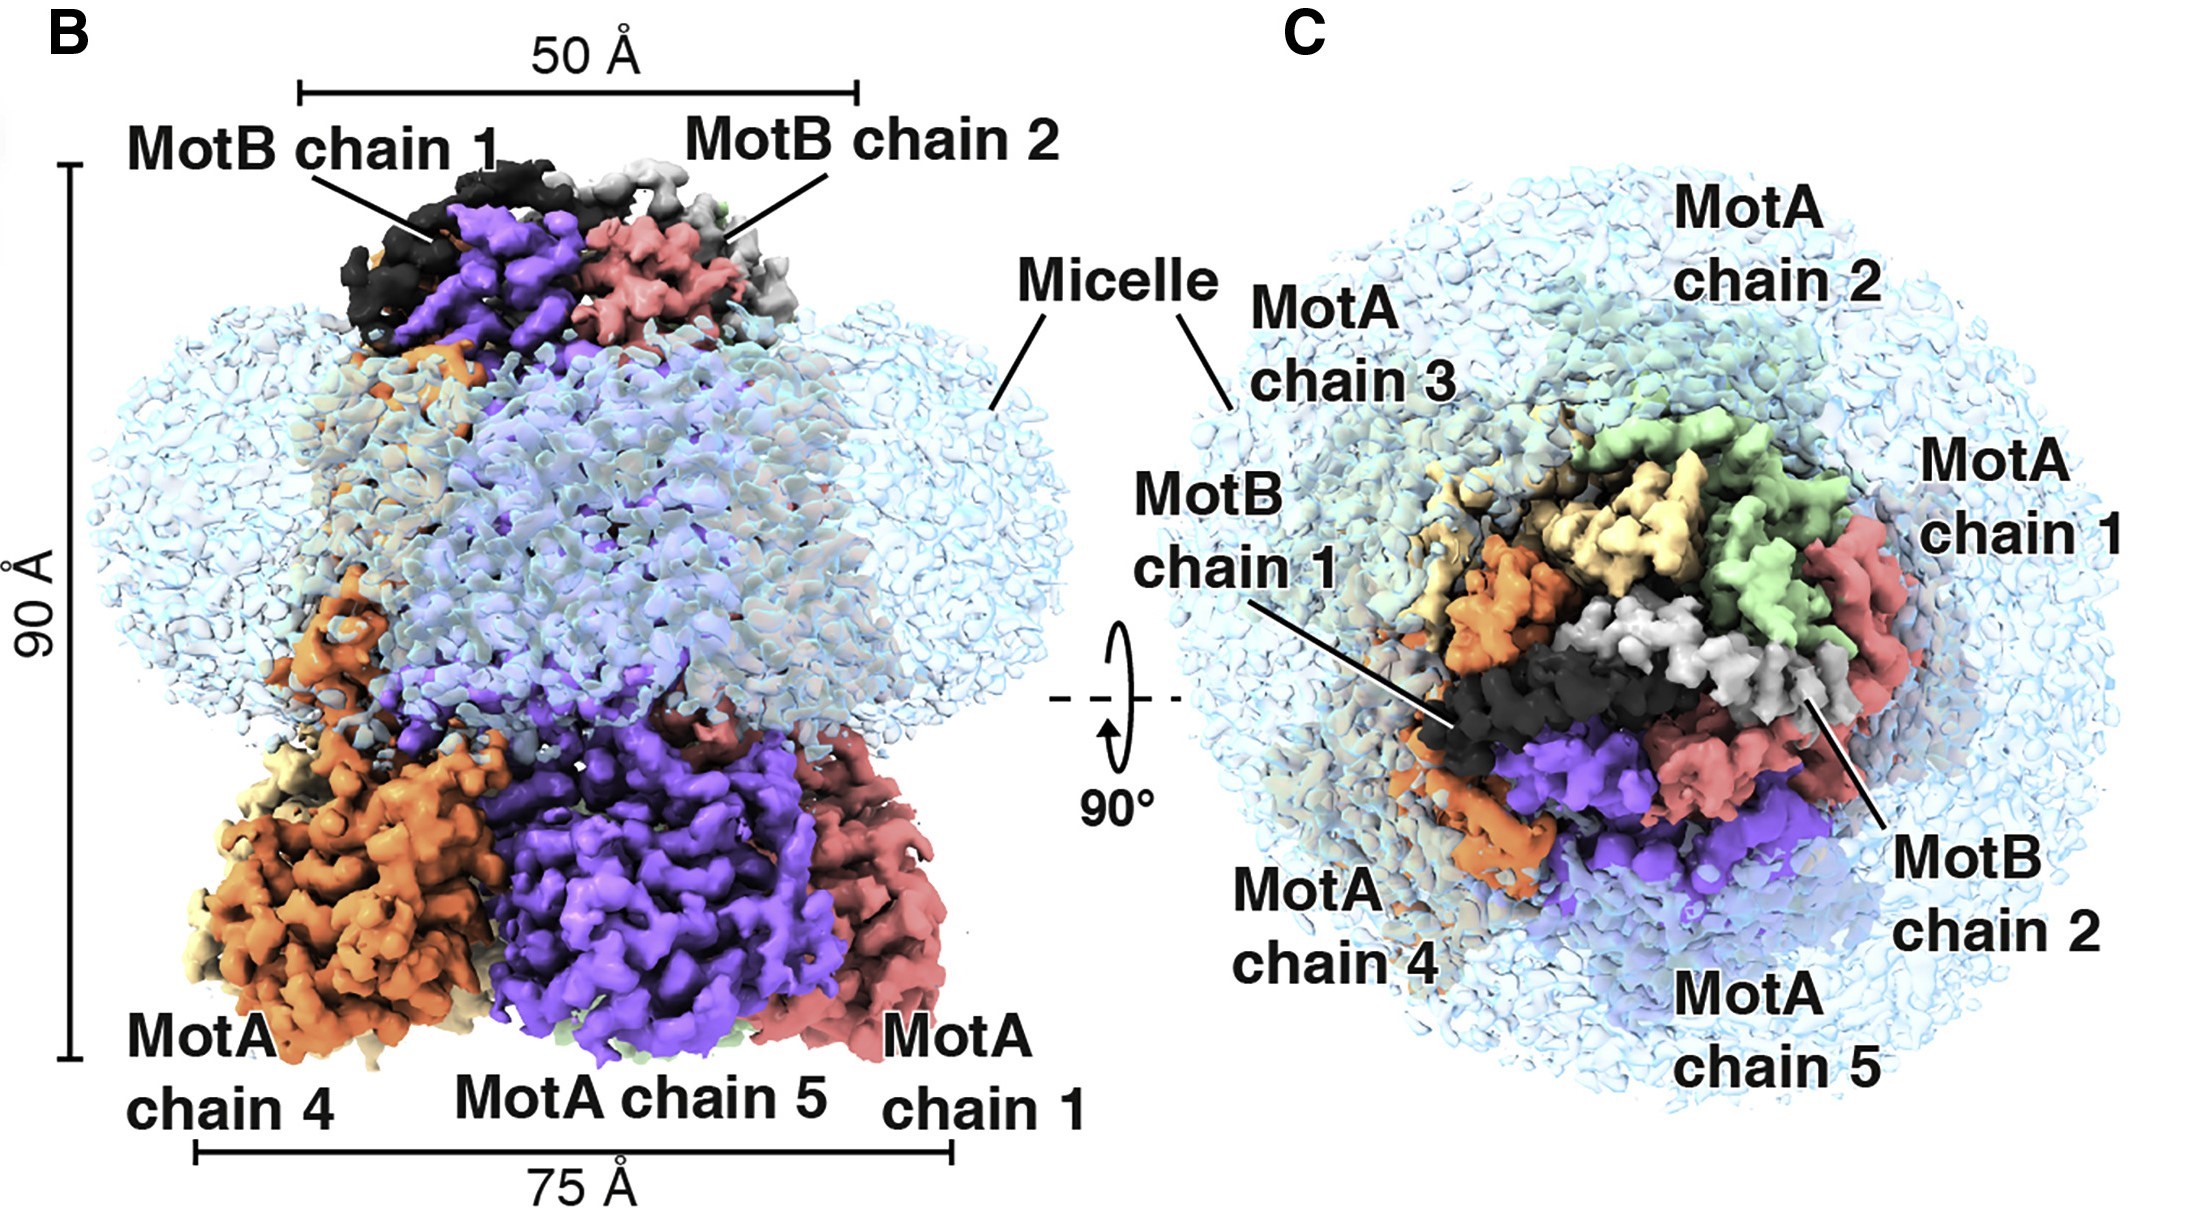 B
50 Å
MotB chain 1
MotB chain 2
90 Å
Micelle
MotA
chain 4
MotA chain 5
MotA
chain 1
75 Å
90°
C
MotA
chain 2
MotA
chain 3
MotA
chain 1
MotB
chain 1
MotB
chain 2
MotA
chain 4
MotA
chain 5